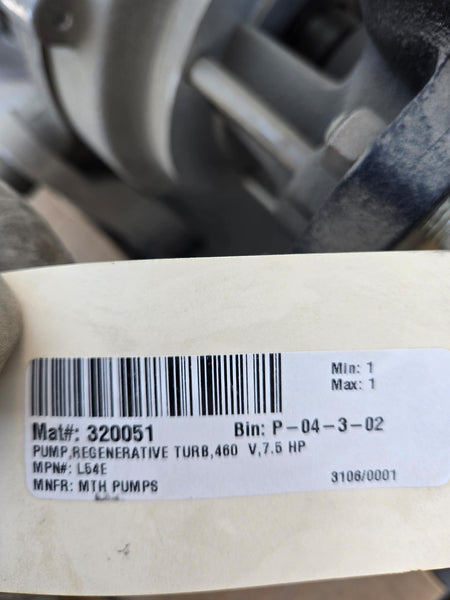 Min: 1
Max: 1
Mat#: 320051 Bin: P-04-3-02
PUMP,REGENERATIVE TURB,460 V,7.5 HP
MPN#: L54E
MNFR: MTH PUMPS
3106/0001